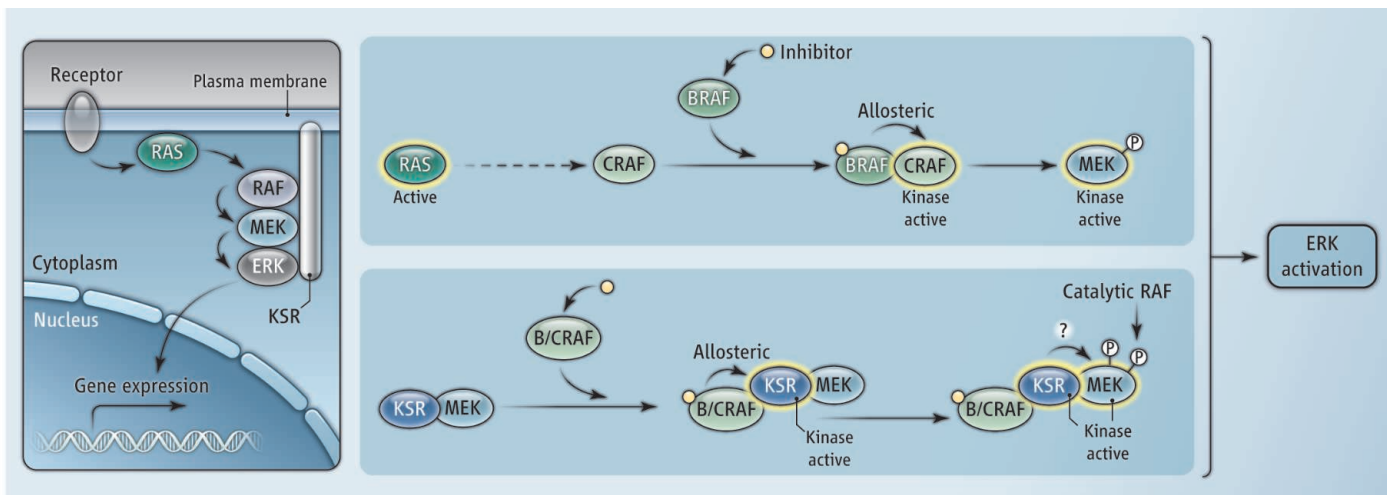 Receptor
Plasma membrane
RAS
RAF
MEK
ERK
Cytoplasm
KSR
Nucleus
Gene expression
Inhibitor
BRAF
Allosteric
P
RAS
CRAF
BRAF
CRAF
MEK
Active
Kinase
active
Kinase
active
Catalytic RAF
B/CRAF
?
P
P
Allosteric
KSR
MEK
KSR
MEK
KSR
MEK
B/CRAF
B/CRAF
Kinase
active
Kinase
active
ERK
activation